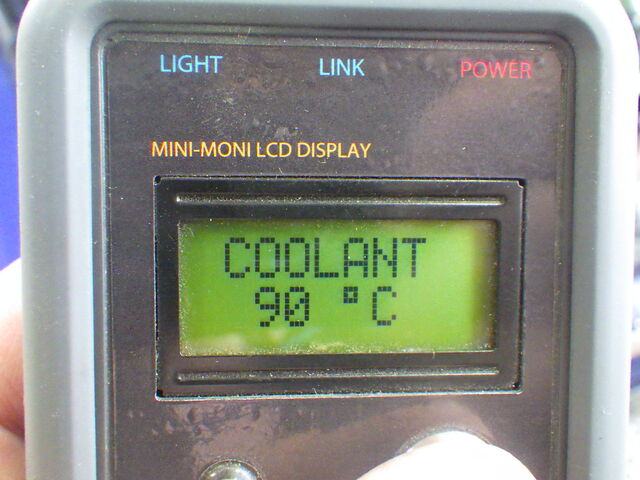 LIGHT LINK POWER
MINI-MONI LCD DISPLAY
COOLANT
90 °C